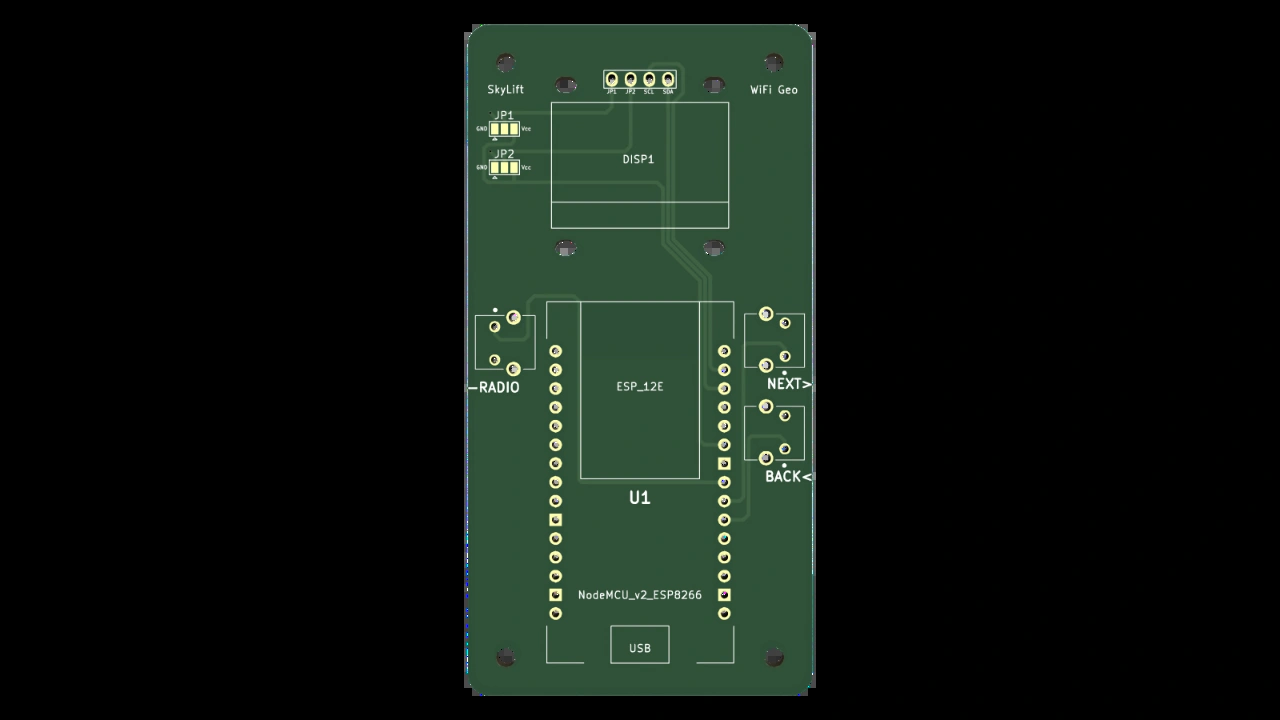 SkyLift
WiFi Geo
JP1 JP2 SCL SDA
JP1
GND Vcc
JP2
GND Vcc
DISP1
ESP_12E
—RADIO
NEXT>
BACK<
U1
NodeMCU_v2_ESP8266
USB